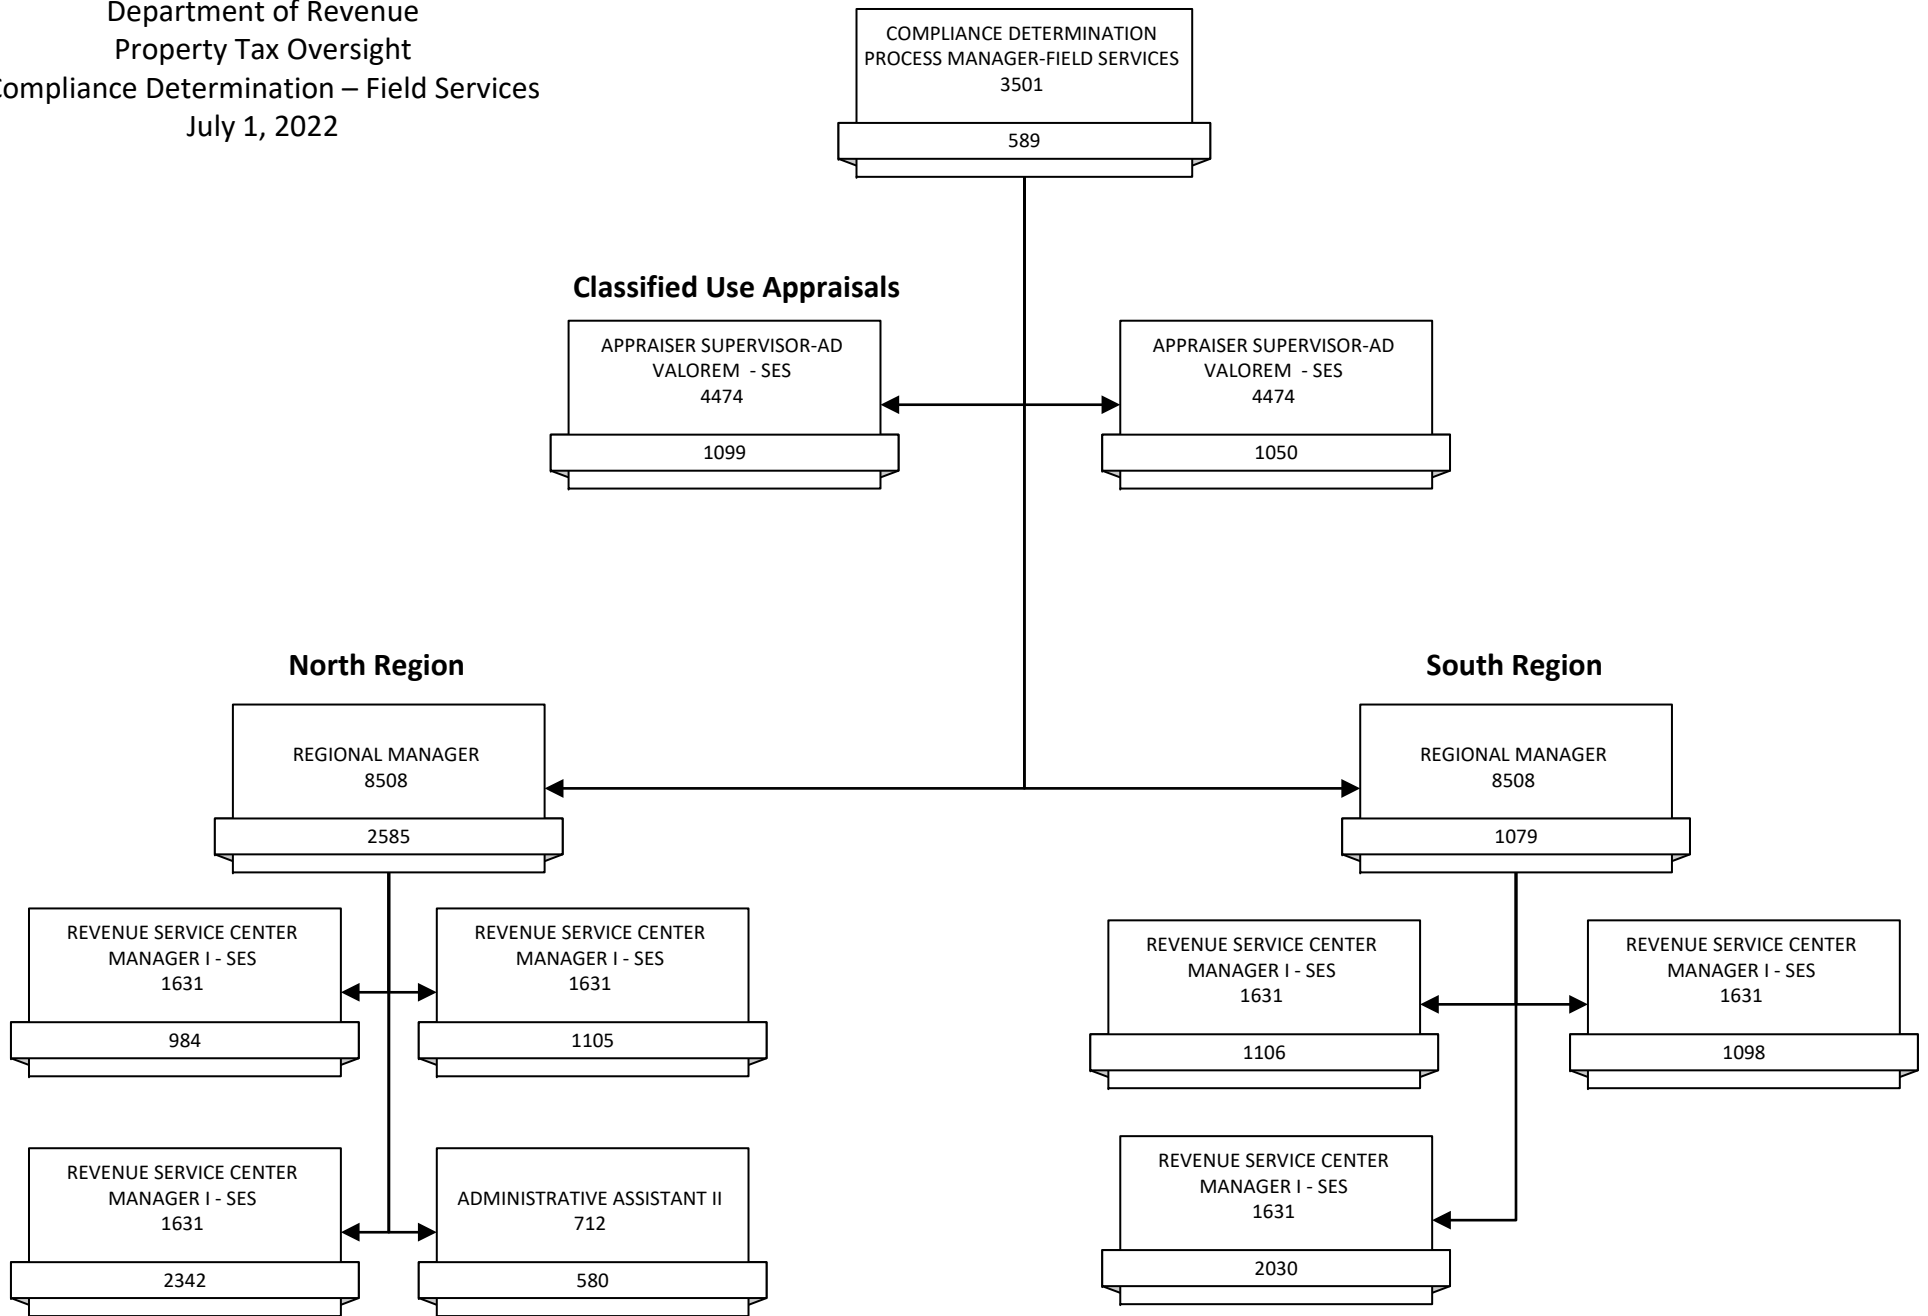 Department of Revenue
Property Tax Oversight
Compliance Determination – Field Services
July 1, 2022
COMPLIANCE DETERMINATION
PROCESS MANAGER-FIELD SERVICES
3501
589
Classified Use Appraisals
APPRAISER SUPERVISOR-AD
VALOREM - SES
4474
1099
APPRAISER SUPERVISOR-AD
VALOREM - SES
4474
1050
North Region
REGIONAL MANAGER
8508
2585
South Region
REGIONAL MANAGER
8508
1079
REVENUE SERVICE CENTER
MANAGER I - SES
1631
984
REVENUE SERVICE CENTER
MANAGER I - SES
1631
1105
REVENUE SERVICE CENTER
MANAGER I - SES
1631
1106
REVENUE SERVICE CENTER
MANAGER I - SES
1631
1098
REVENUE SERVICE CENTER
MANAGER I - SES
1631
2342
ADMINISTRATIVE ASSISTANT II
712
580
REVENUE SERVICE CENTER
MANAGER I - SES
1631
2030